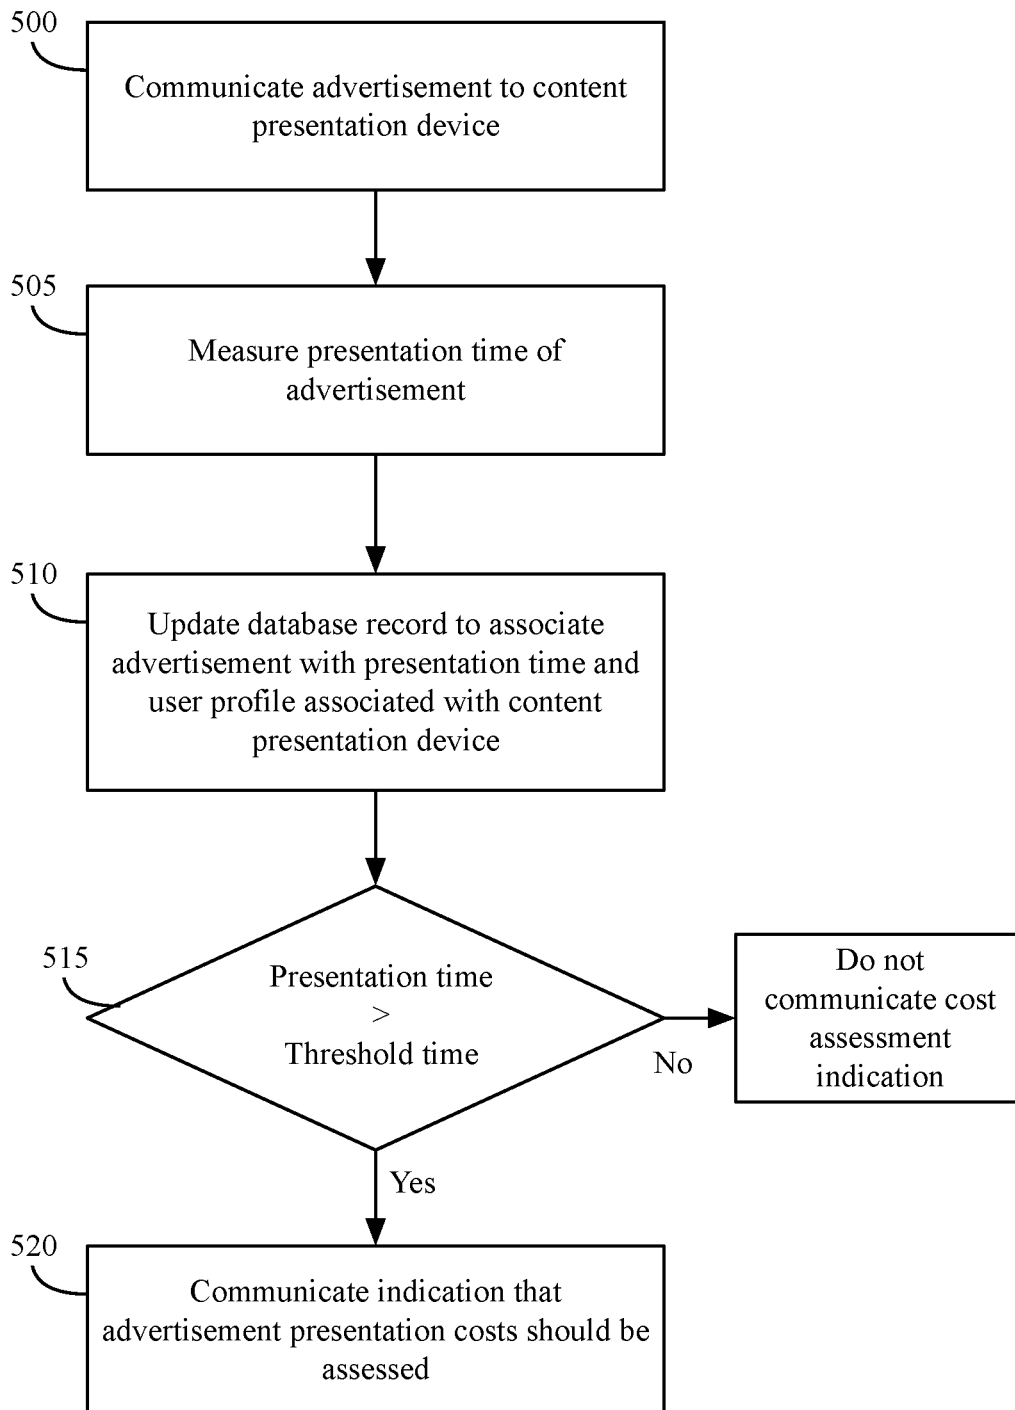 500
Communicate advertisement to content
presentation device
505
Measure presentation time of
advertisement
510
Update database record to associate
advertisement with presentation time and
user profile associated with content
presentation device
515
Presentation time
>
Threshold time
No
Do not
communicate cost
assessment
indication
Yes
520
Communicate indication that
advertisement presentation costs should be
assessed